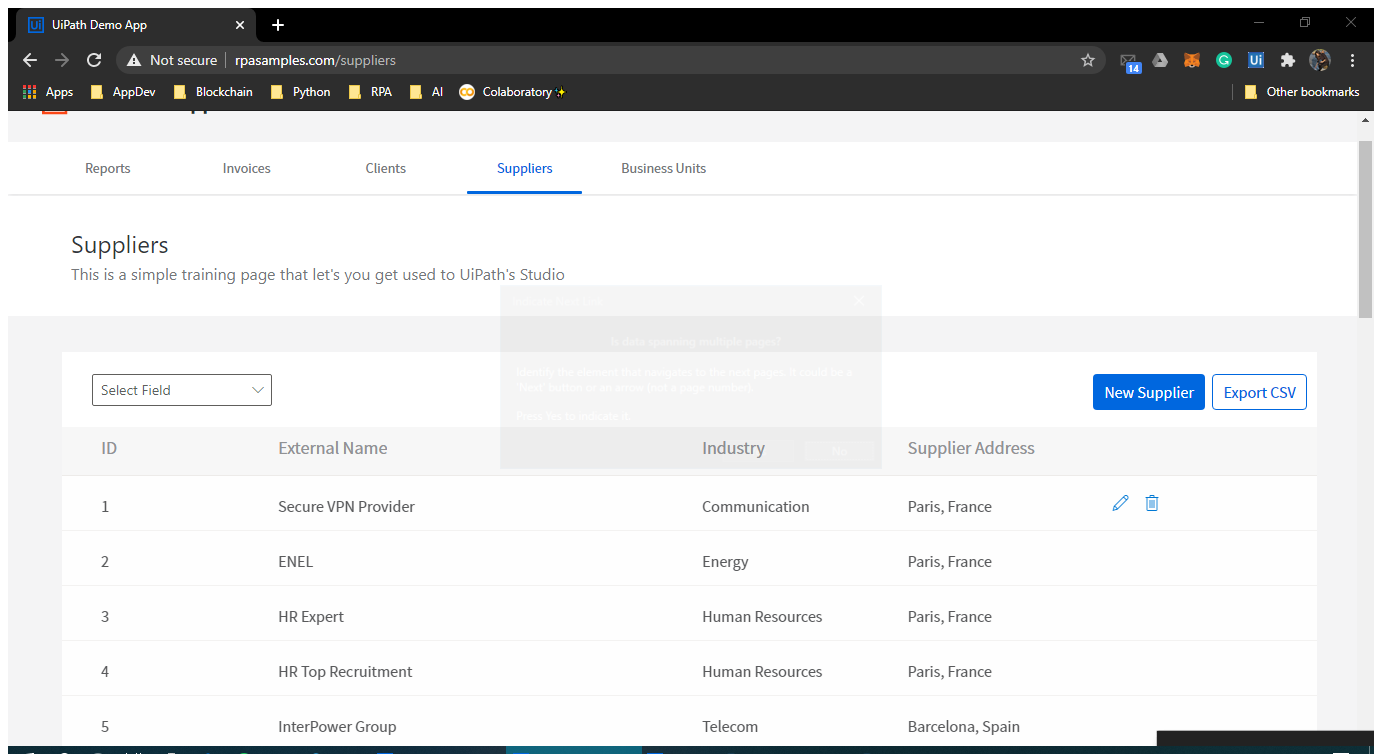 UiPath Demo App
Not secure rpasamples.com/suppliers
14
Ui
Apps AppDev Blockchain Python RPA AI Colaboratory✨ Other bookmarks
Reports Invoices Clients Suppliers Business Units
Suppliers
This is a simple training page that let's you get used to UiPath's Studio
Is data spanning multiple pages?
Identify the element that navigates to the next pages. It could be a
'Next' button or an arrow (not a page number).
Press Yes to indicate it.
No
Select Field New Supplier Export CSV
ID External Name Industry Supplier Address
1 Secure VPN Provider Communication Paris, France
2 ENEL Energy Paris, France
3 HR Expert Human Resources Paris, France
4 HR Top Recruitment Human Resources Paris, France
5 InterPower Group Telecom Barcelona, Spain